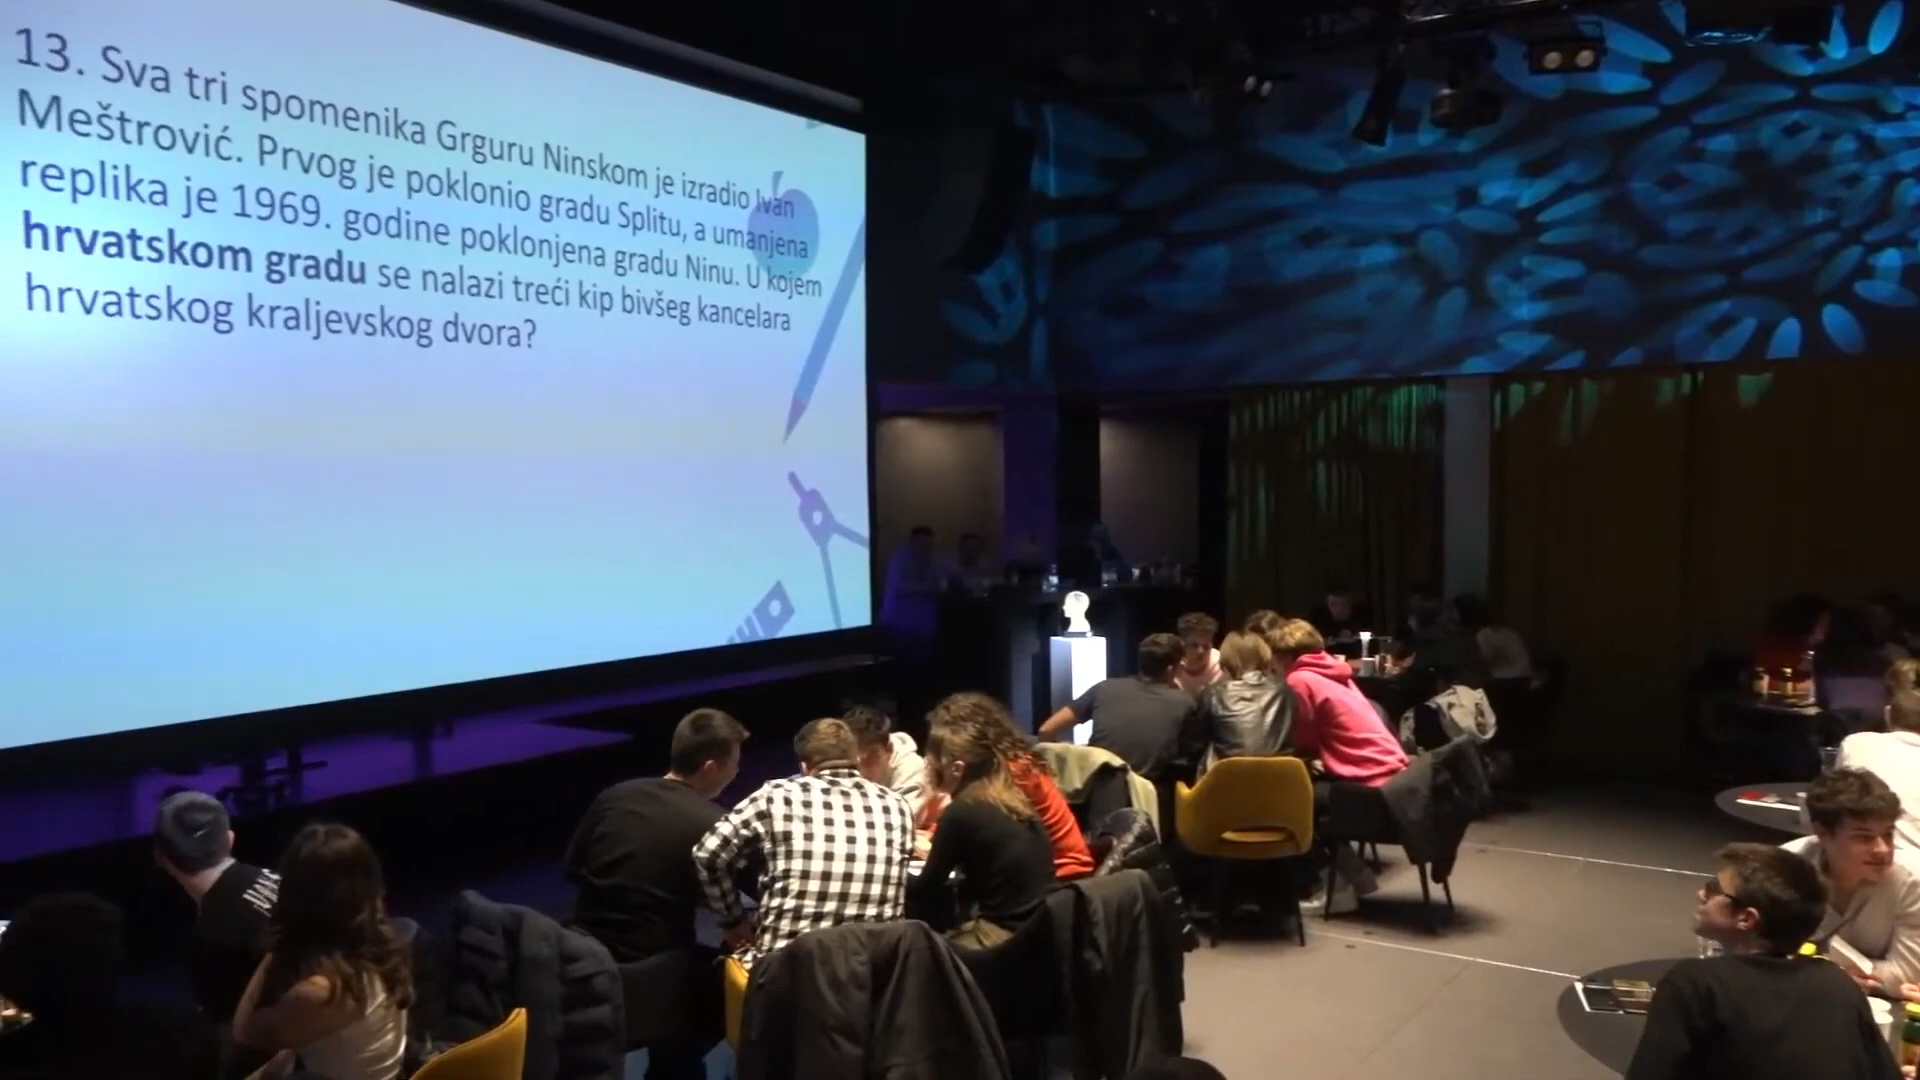 13. Sva tri spomenika Grguru Ninskom je izradio Ivan
Meštrović. Prvog je poklonio gradu Splitu, a umanjena
replika je 1969. godine poklonjena gradu Ninu. U kojem
hrvatskom gradu se nalazi treći kip bivšeg kancelara
hrvatskog kraljevskog dvora?
VANS